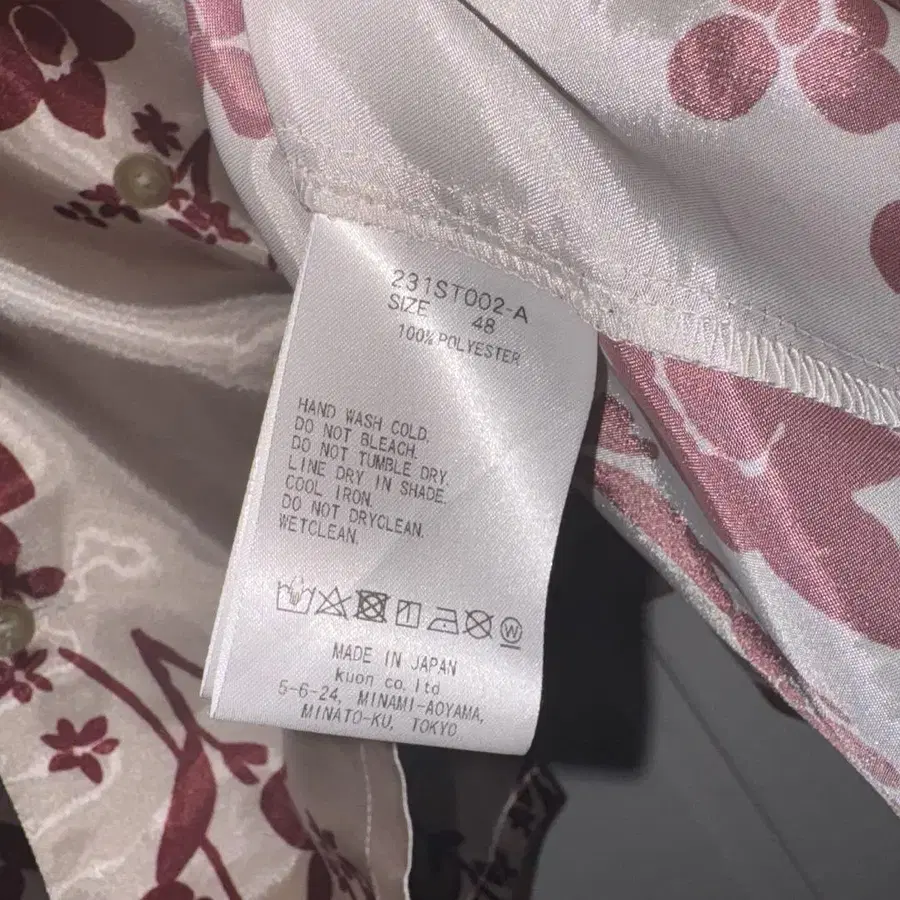 231ST002-A
SIZE 48
100% POLYESTER
HAND WASH COLD.
DO NOT BLEACH.
DO NOT TUMBLE DRY.
LINE DRY IN SHADE.
COOL IRON.
DO NOT DRYCLEAN.
WETCLEAN.
W
MADE IN JAPAN
kuon co.ltd
5-6-24, MINAMI-AOYAMA,
MINATO-KU, TOKYO